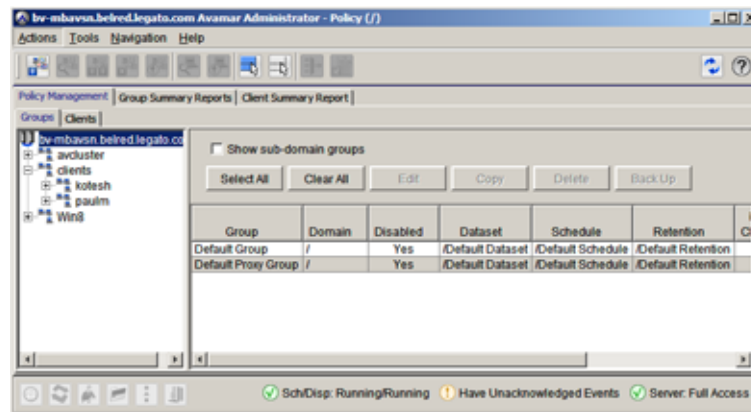 bv-mbavsn.belred.legato.com Avamar Administrator - Policy (/)
Actions Tools Navigation Help
Policy Management Group Summary Reports Client Summary Report
Groups Clients
bv-mbavsn.belred.legato.co
avcluster
clients
kotesh
paulm
Win8
Show sub-domain groups
Select All Clear All Edit Copy Delete Back Up
Group Domain Disabled Dataset Schedule Retention
Default Group / Yes /Default Dataset /Default Schedule /Default Retention
Default Proxy Group / Yes /Default Dataset /Default Schedule /Default Retention
Sch/Disp: Running/Running Have Unacknowledged Events Server: Full Access